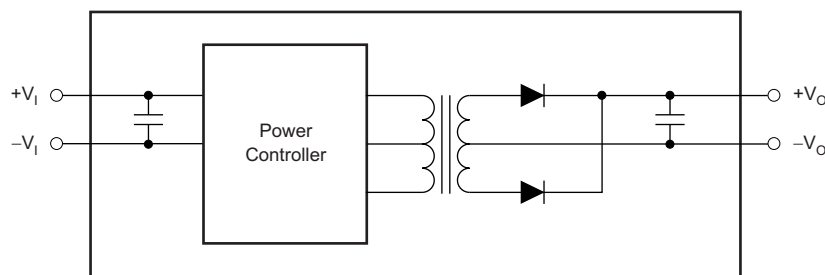 +V_I
−V_I
Power
Controller
+V_O
−V_O